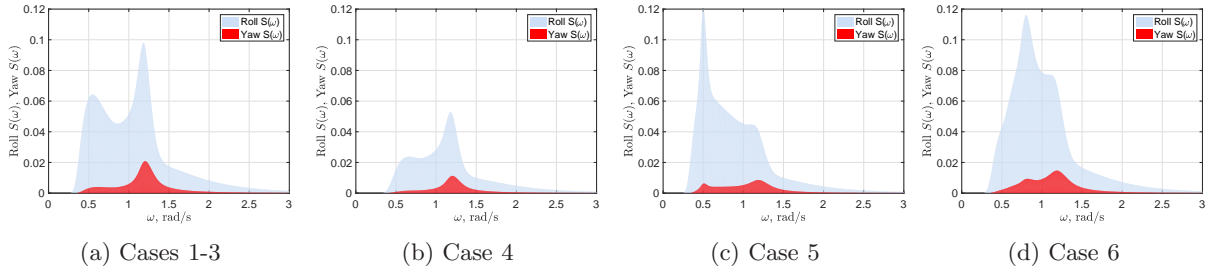 0.12
0.1
0.08
0.06
0.04
0.02
0
Roll S(ω), Yaw S(ω)
Roll S(ω)
Yaw S(ω)
0 0.5 1 1.5 2 2.5 3
ω, rad/s
(a) Cases 1-3
0.12
0.1
0.08
0.06
0.04
0.02
0
Roll S(ω), Yaw S(ω)
Roll S(ω)
Yaw S(ω)
0 0.5 1 1.5 2 2.5 3
ω, rad/s
(b) Case 4
0.12
0.1
0.08
0.06
0.04
0.02
0
Roll S(ω), Yaw S(ω)
Roll S(ω)
Yaw S(ω)
0 0.5 1 1.5 2 2.5 3
ω, rad/s
(c) Case 5
0.12
0.1
0.08
0.06
0.04
0.02
0
Roll S(ω), Yaw S(ω)
Roll S(ω)
Yaw S(ω)
0 0.5 1 1.5 2 2.5 3
ω, rad/s
(d) Case 6